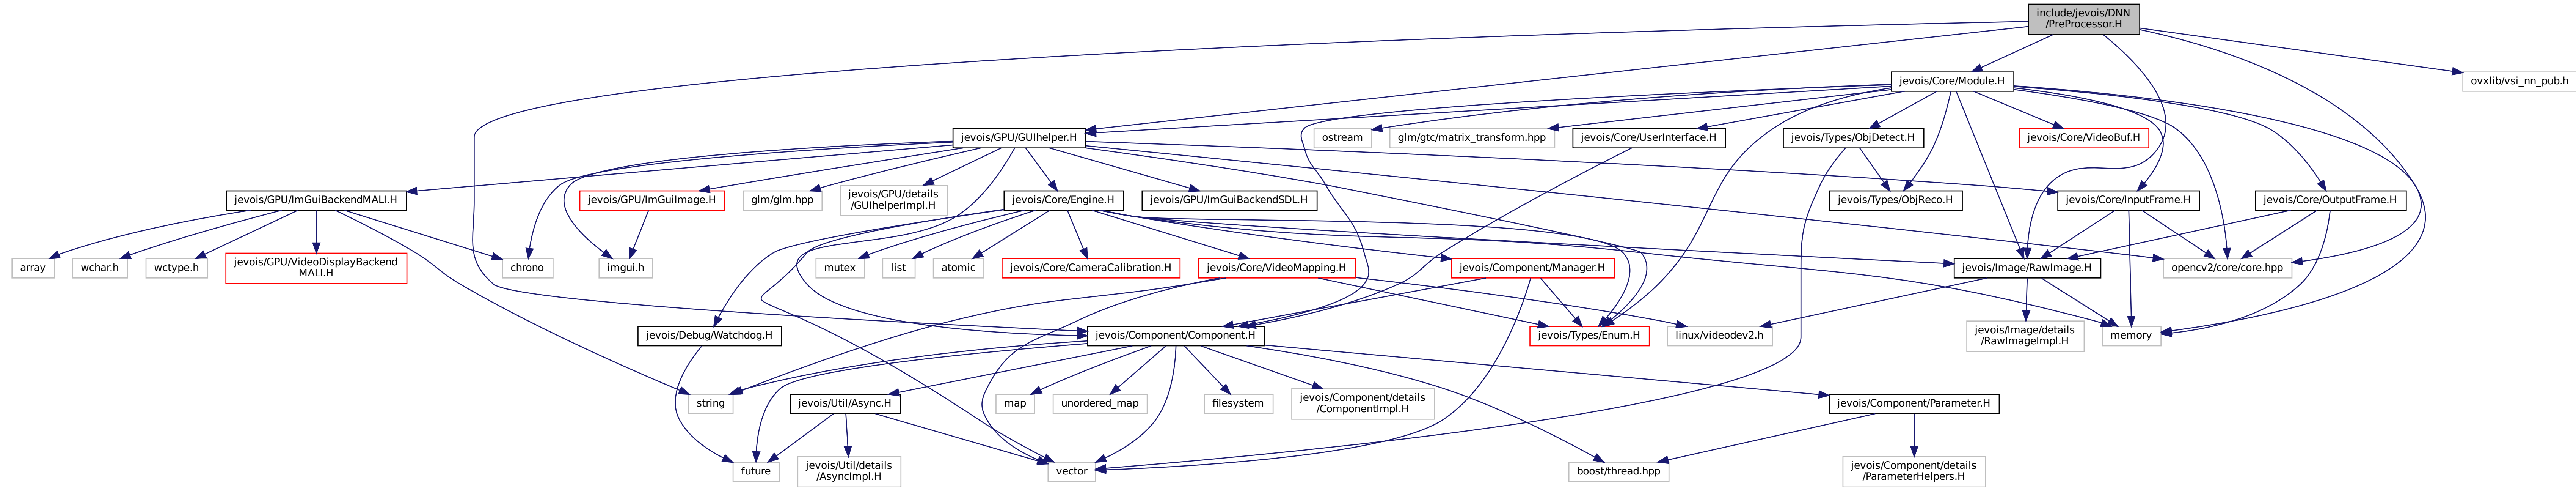 include/jevois/DNN
/PreProcessor.H
jevois/Core/Module.H
ovxlib/vsi_nn_pub.h
jevois/GPU/GUIhelper.H
ostream
glm/gtc/matrix_transform.hpp
jevois/Core/UserInterface.H
jevois/Types/ObjDetect.H
jevois/Core/VideoBuf.H
jevois/GPU/ImGuiBackendMALI.H
jevois/GPU/ImGuiImage.H
glm/glm.hpp
jevois/GPU/details
/GUIhelperImpl.H
jevois/Core/Engine.H
jevois/GPU/ImGuiBackendSDL.H
jevois/Types/ObjReco.H
jevois/Core/InputFrame.H
jevois/Core/OutputFrame.H
array
wchar.h
wctype.h
jevois/GPU/VideoDisplayBackend
MALI.H
chrono
imgui.h
mutex
list
atomic
jevois/Core/CameraCalibration.H
jevois/Core/VideoMapping.H
jevois/Component/Manager.H
jevois/Image/RawImage.H
opencv2/core/core.hpp
jevois/Debug/Watchdog.H
jevois/Component/Component.H
jevois/Types/Enum.H
linux/videodev2.h
jevois/Image/details
/RawImageImpl.H
memory
string
jevois/Util/Async.H
map
unordered_map
filesystem
jevois/Component/details
/ComponentImpl.H
jevois/Component/Parameter.H
future
jevois/Util/details
/AsyncImpl.H
vector
boost/thread.hpp
jevois/Component/details
/ParameterHelpers.H